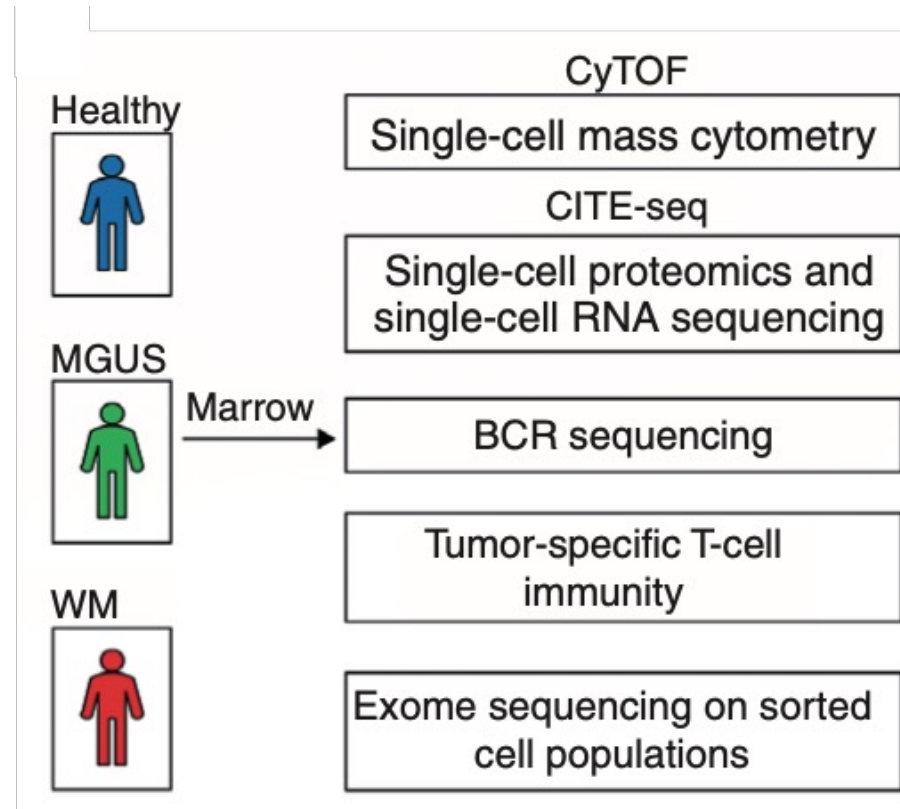 Healthy
MGUS
Marrow
WM
CyTOF
Single-cell mass cytometry
CITE-seq
Single-cell proteomics and
single-cell RNA sequencing
BCR sequencing
Tumor-specific T-cell
immunity
Exome sequencing on sorted
cell populations